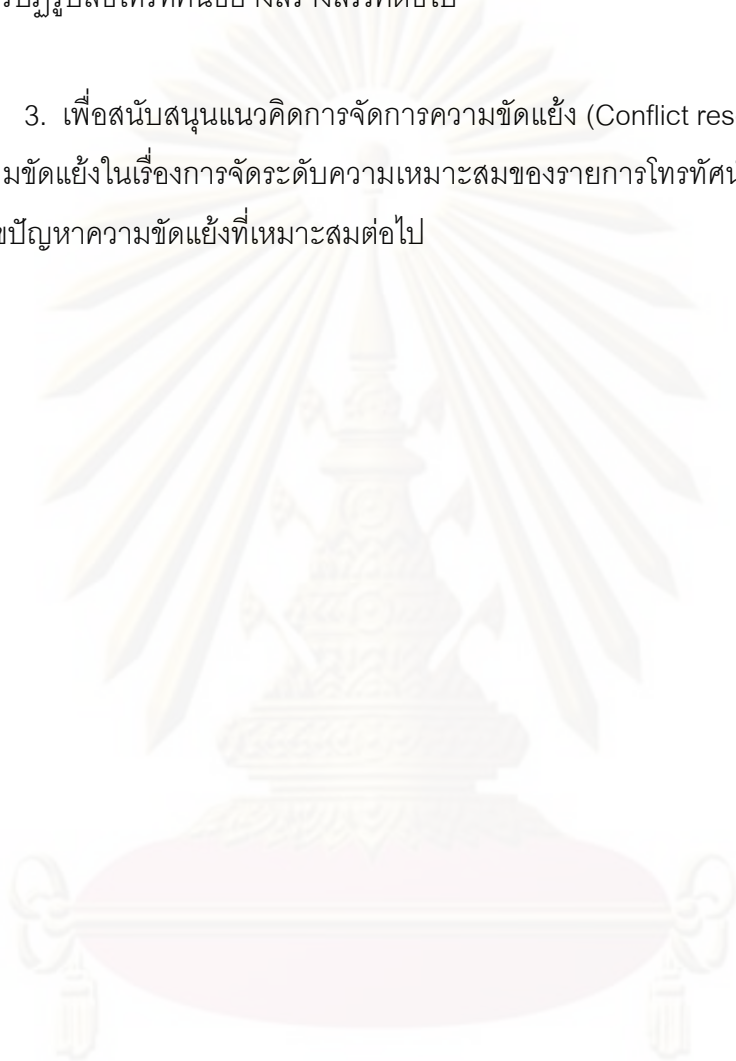 3. เพื่อสนับสนุนแนวคิดการจัดการความขัดแย้ง (Conflict res
มขัดแย้งในเรื่องการจัดระดับความเหมาะสมของรายการโทรทัศน์
ขปัญหาความขัดแย้งที่เหมาะสมต่อไป